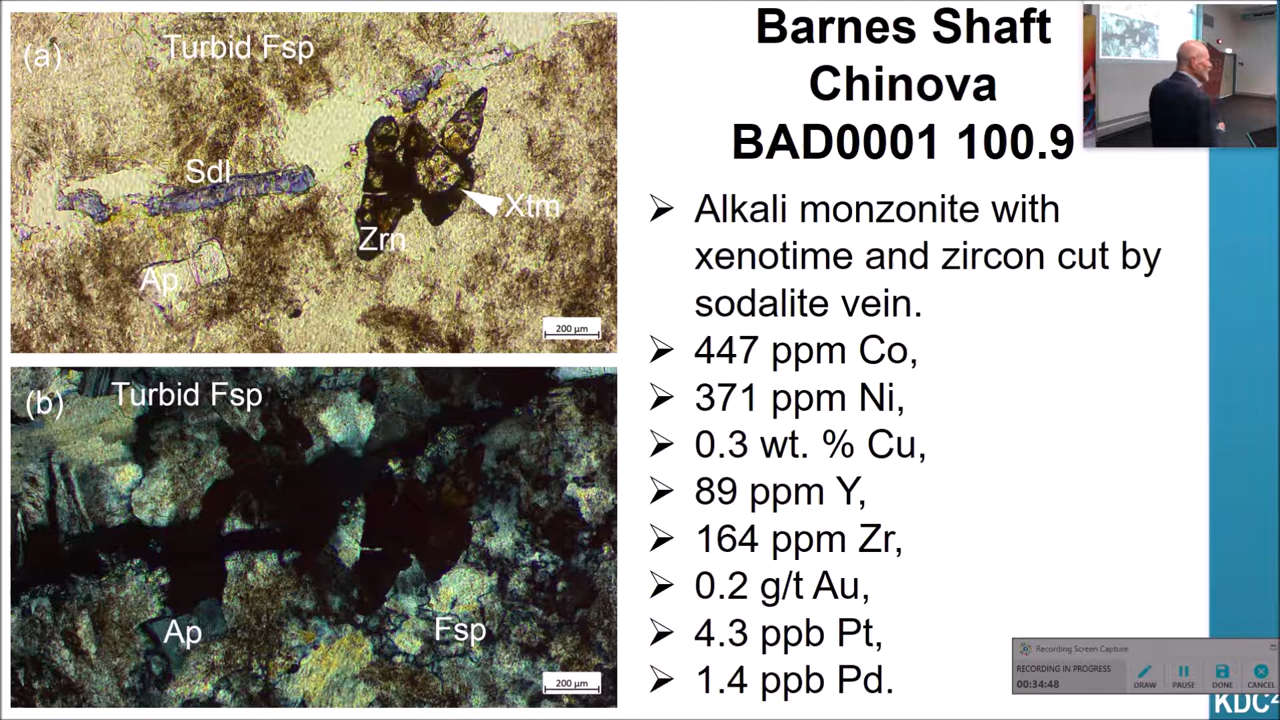 Barnes Shaft
Chinova
BAD0001 100.9
(a)
Turbid Fsp
Sdl
Xtm
Zrn
Ap
200 µm
(b)
Turbid Fsp
Ap
Fsp
200 µm
➢ Alkali monzonite with
xenotime and zircon cut by
sodalite vein.
➢ 447 ppm Co,
➢ 371 ppm Ni,
➢ 0.3 wt. % Cu,
➢ 89 ppm Y,
➢ 164 ppm Zr,
➢ 0.2 g/t Au,
➢ 4.3 ppb Pt,
➢ 1.4 ppb Pd.
Recording Screen Capture
RECORDING IN PROGRESS
00:34:48
DRAW PAUSE DONE CANCEL
KDC²